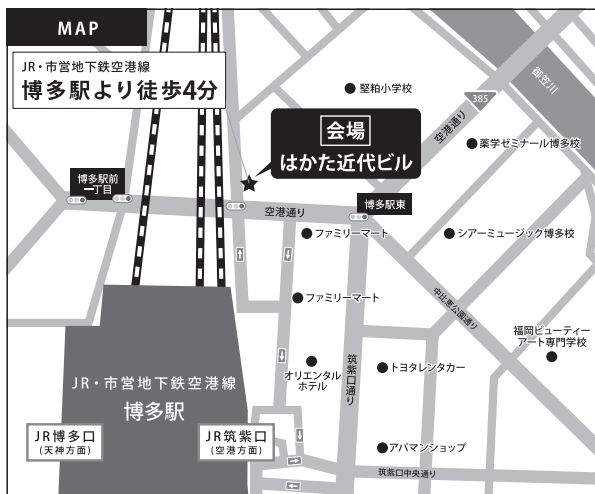 MAP
JR・市営地下鉄空港線
博多駅より徒歩4分
堅粕小学校
御笠川
385
空港通り
薬学ゼミナール博多校
会場
はかた近代ビル
博多駅前
一丁目
空港通り
博多駅東
ファミリーマート
シアーミュージック博多校
ファミリーマート
中比恵公園通り
福岡ビューティー
アート専門学校
オリエンタル
ホテル
筑紫口通り
トヨタレンタカー
JR・市営地下鉄空港線
博多駅
JR博多口
(天神方面)
JR筑紫口
(空港方面)
アパマンショップ
筑紫口中央通り